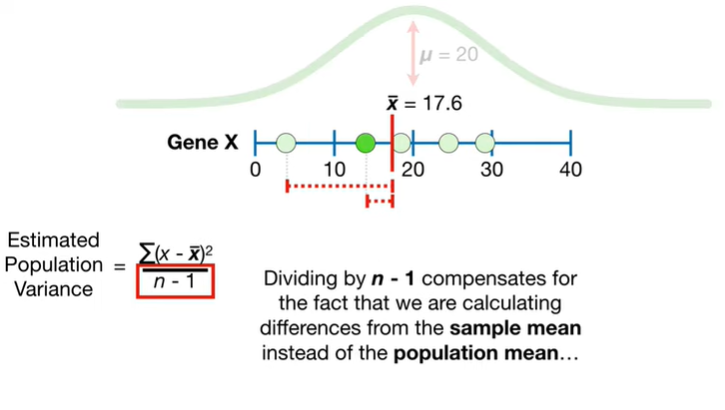 μ = 20
x̄ = 17.6
Gene X
0 10 20 30 40
Estimated
Population
Variance
= ∑(x - x̄)²
n - 1
Dividing by n - 1 compensates for
the fact that we are calculating
differences from the sample mean
instead of the population mean…